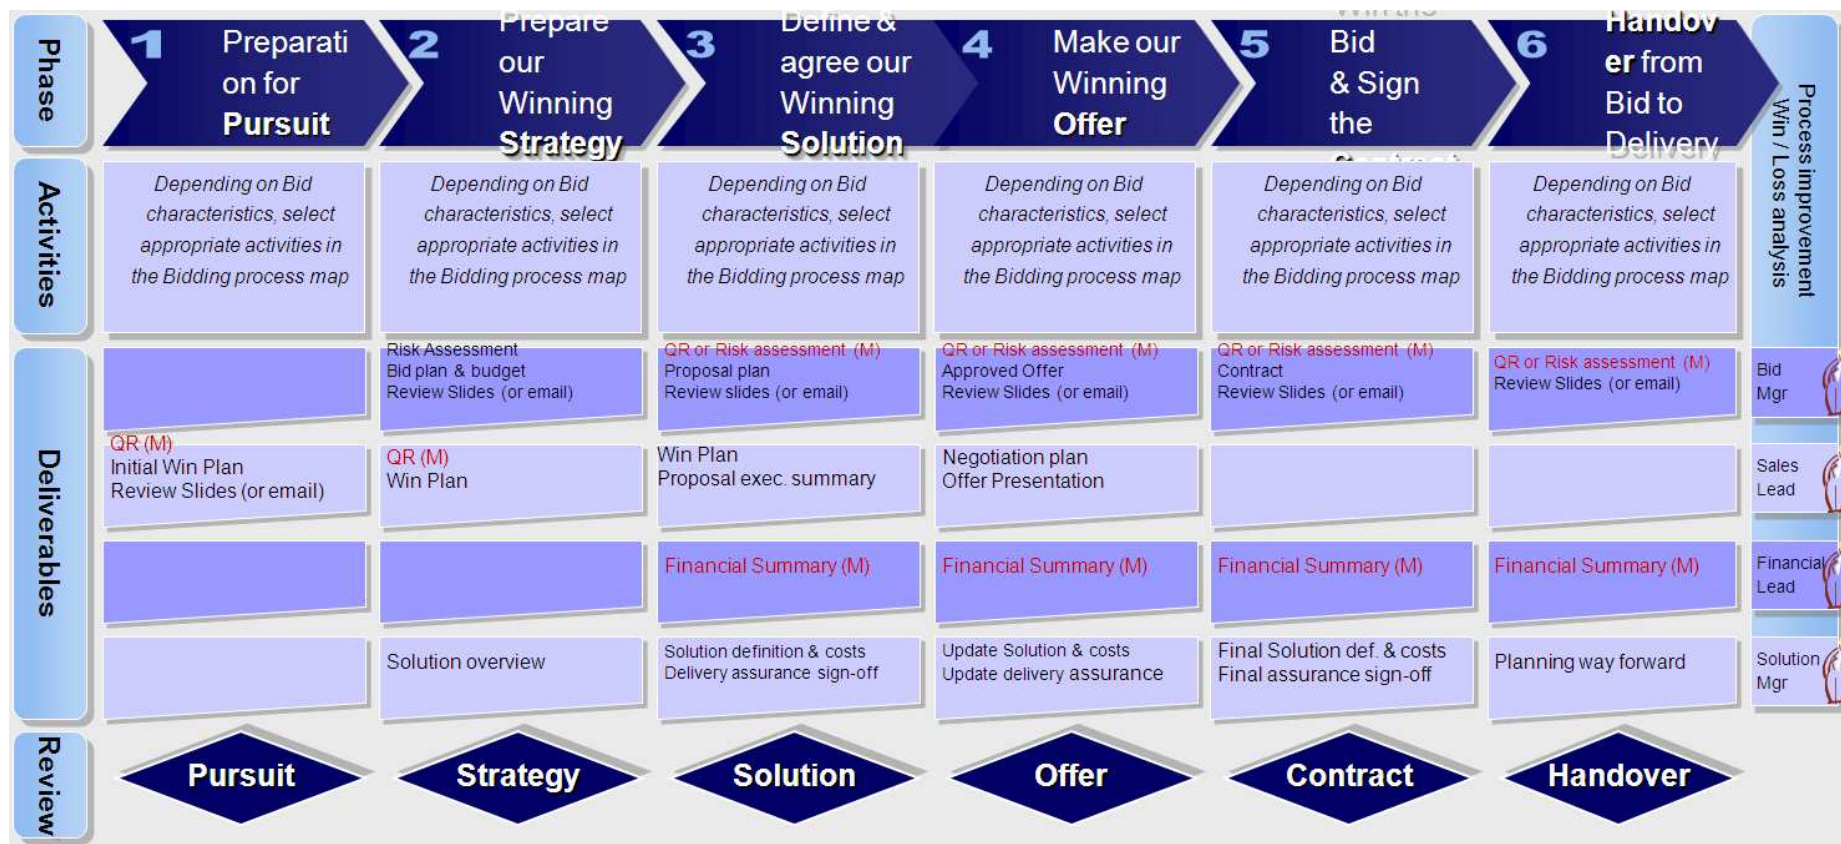 Phase
1
Preparati
on for
Pursuit
2
Prepare
our
Winning
Strategy
3
Define &
agree our
Winning
Solution
4
Make our
Winning
Offer
5
Win the
Bid
& Sign
the
Contract
6
Handov
er from
Bid to
Delivery
Process improvement
Win / Loss analysis
Activities
Depending on Bid
characteristics, select
appropriate activities in
the Bidding process map
Depending on Bid
characteristics, select
appropriate activities in
the Bidding process map
Depending on Bid
characteristics, select
appropriate activities in
the Bidding process map
Depending on Bid
characteristics, select
appropriate activities in
the Bidding process map
Depending on Bid
characteristics, select
appropriate activities in
the Bidding process map
Depending on Bid
characteristics, select
appropriate activities in
the Bidding process map
Deliverables
Risk Assessment
Bid plan & budget
Review Slides (or email)
QR or Risk assessment (M)
Proposal plan
Review slides (or email)
QR or Risk assessment (M)
Approved Offer
Review Slides (or email)
QR or Risk assessment (M)
Contract
Review Slides (or email)
QR or Risk assessment (M)
Review Slides (or email)
Bid
Mgr
QR (M)
Initial Win Plan
Review Slides (or email)
QR (M)
Win Plan
Win Plan
Proposal exec. summary
Negotiation plan
Offer Presentation
Sales
Lead
Financial Summary (M)
Financial Summary (M)
Financial Summary (M)
Financial Summary (M)
Financial
Lead
Solution overview
Solution definition & costs
Delivery assurance sign-off
Update Solution & costs
Update delivery assurance
Final Solution def. & costs
Final assurance sign-off
Planning way forward
Solution
Mgr
Review
Pursuit
Strategy
Solution
Offer
Contract
Handover